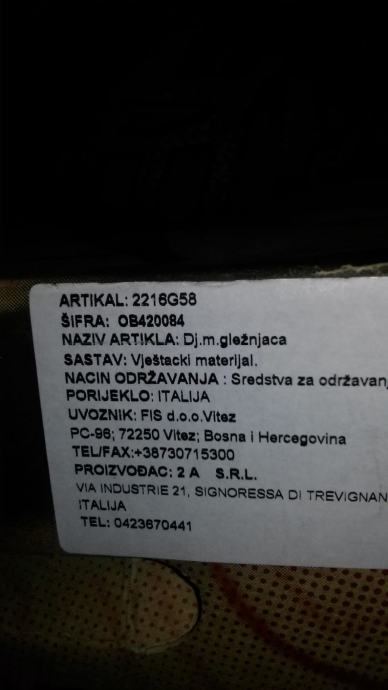 ARTIKAL: 2216G58
ŠIFRA: OB420084
NAZIV ARTIKLA: Dj.m.gležnjaca
SASTAV: Vještacki materijal.
NACIN ODRŽAVANJA : Sredstva za održavanj
PORIJEKLO: ITALIJA
UVOZNIK: FIS d.o.o.Vitez
PC-96; 72250 Vitez; Bosna i Hercegovina
TEL/FAX:+38730715300
PROIZVOĐAC: 2 A S.R.L.
VIA INDUSTRIE 21, SIGNORESSA DI TREVIGNAN
ITALIJA
TEL: 0423670441